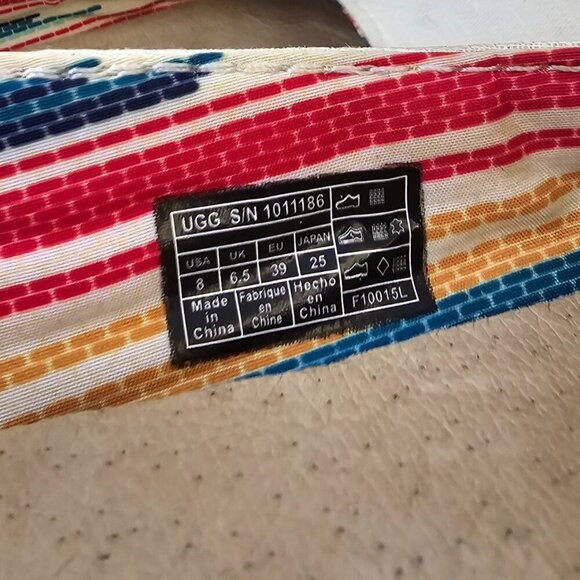 UGG S/N 1011186
USA UK EU JAPAN
8 6.5 39 25
Made in China
Fabrique en Chine
Hecho en China
F10015L